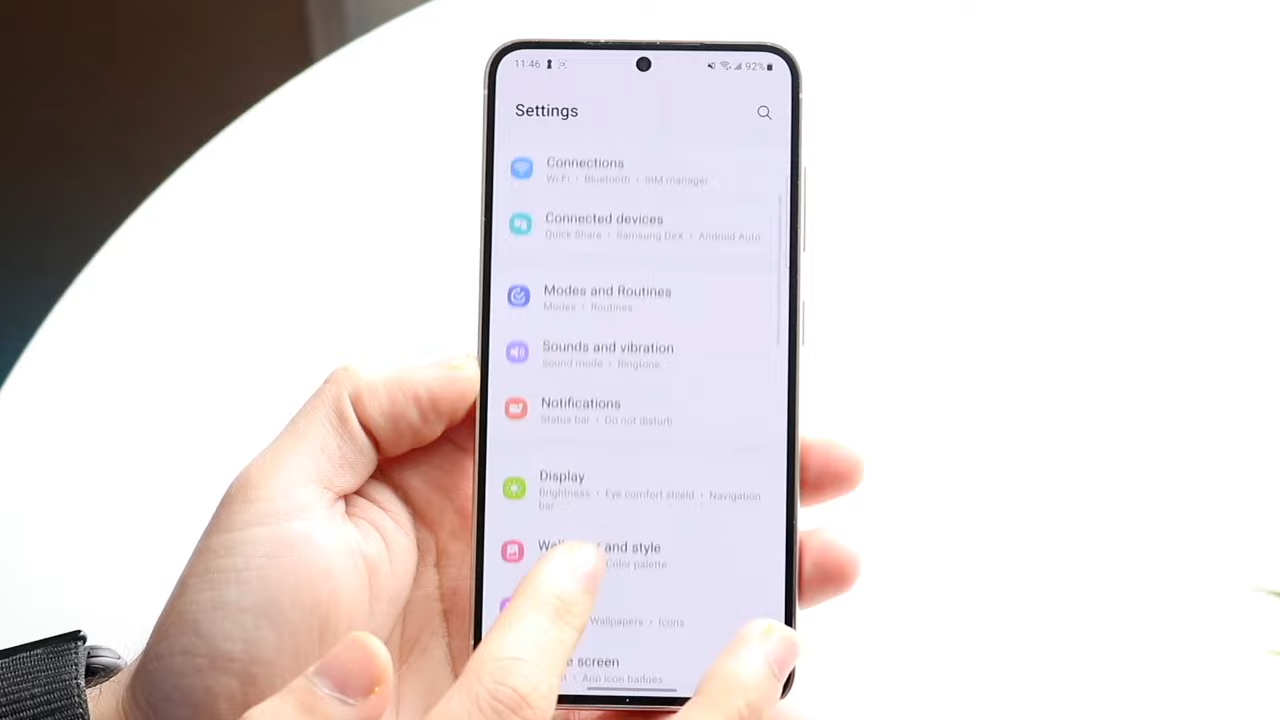 11:46
92%
Settings
Connections
Wi-Fi • Bluetooth • SIM manager
Connected devices
Quick Share • Samsung DeX • Android Auto
Modes and Routines
Modes • Routines
Sounds and vibration
Sound mode • Ringtone
Notifications
Status bar • Do not disturb
Display
Brightness • Eye comfort shield • Navigation
bar
and style
Color palette
Wallpapers • Icons
screen
App icon badges